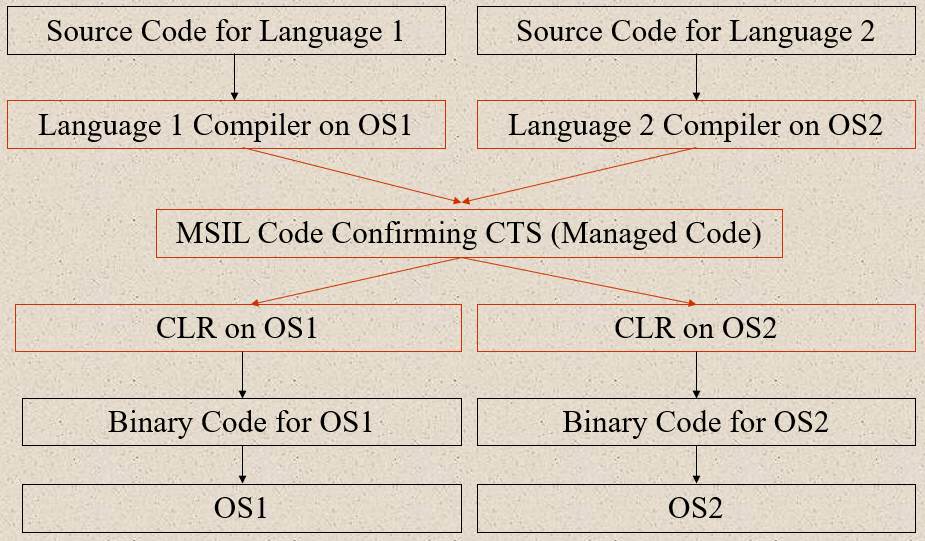 Source Code for Language 1
Source Code for Language 2
Language 1 Compiler on OS1
Language 2 Compiler on OS2
MSIL Code Confirming CTS (Managed Code)
CLR on OS1
CLR on OS2
Binary Code for OS1
Binary Code for OS2
OS1
OS2